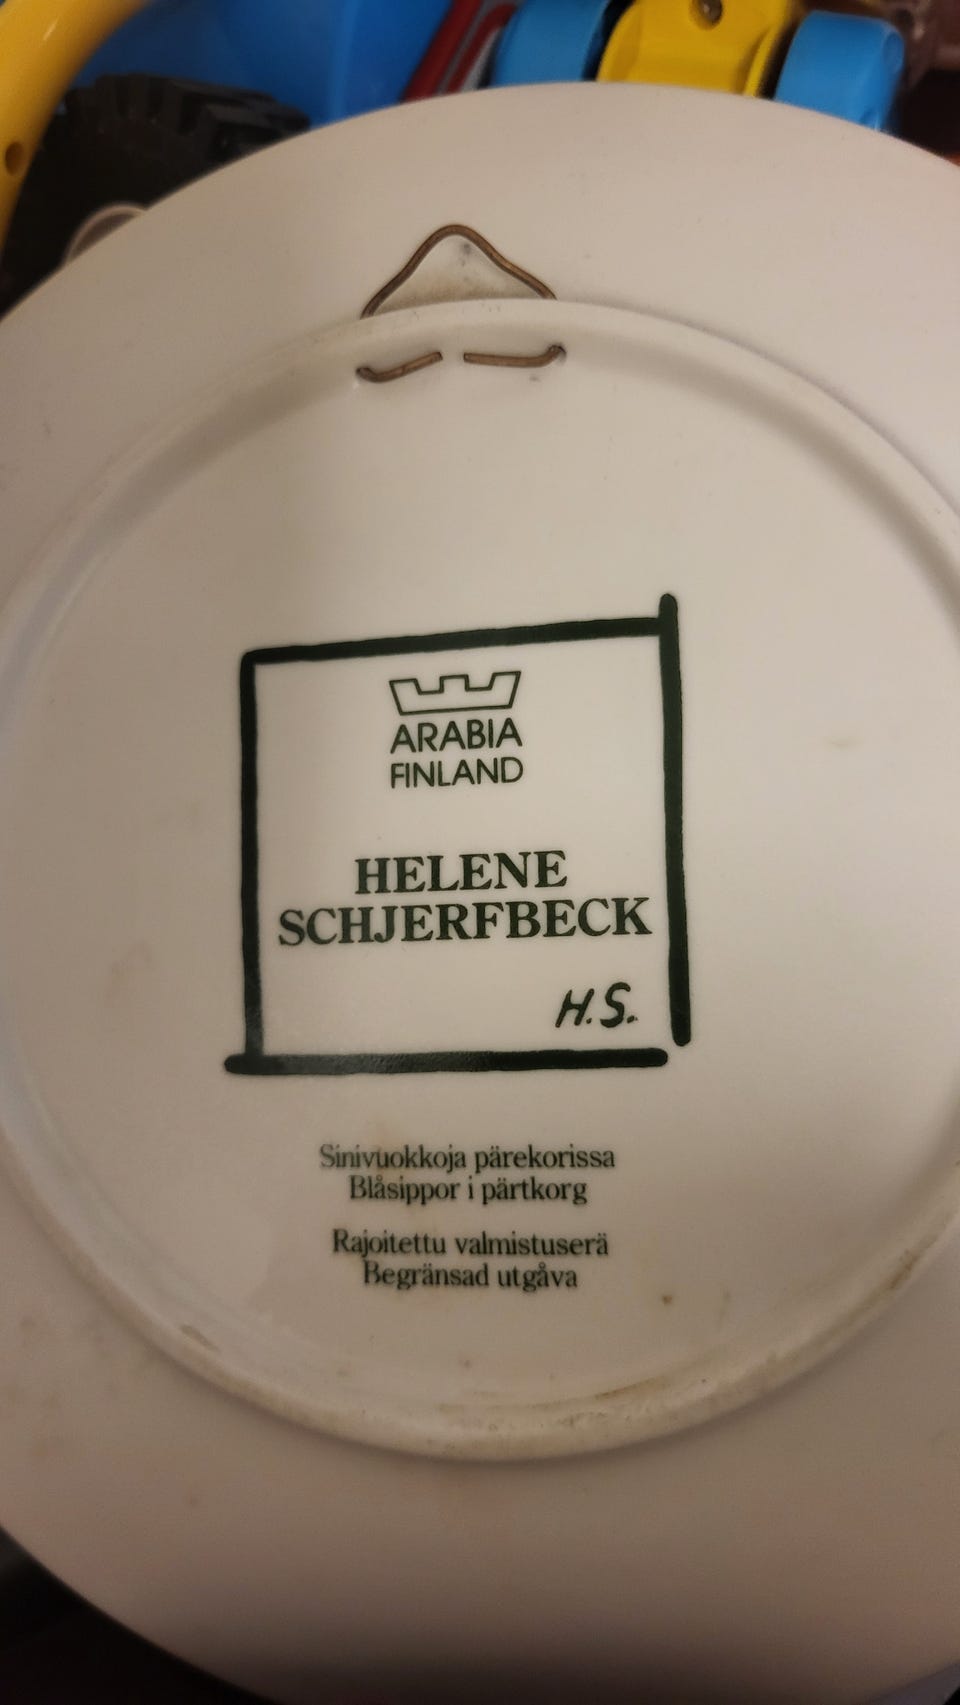 ARABIA
FINLAND
HELENE
SCHJERFBECK
H.S.
Sinivuokkoja pärekorissa
Blåsippor i pärtkorg
Rajoitettu valmistuserä
Begränsad utgåva